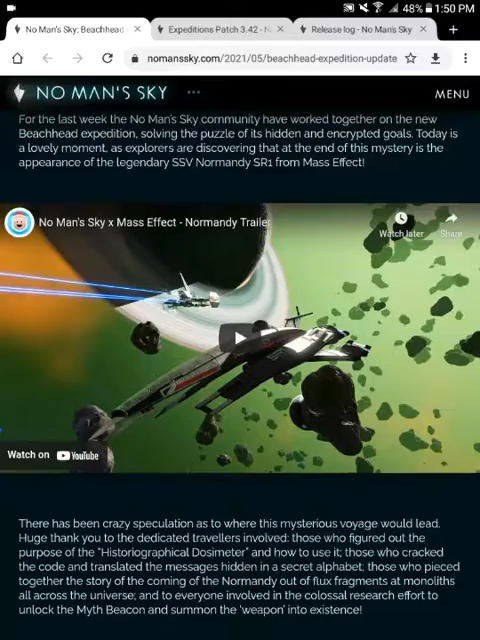 48% 1:50 PM
No Man's Sky: Beachhead
Expeditions Patch 3.42 - N
Release log - No Man's Sky
nomanssky.com/2021/05/beachhead-expedition-update
NO MAN'S SKY
MENU
For the last week the No Man's Sky community have worked together on the new
Beachhead expedition, solving the puzzle of its hidden and encrypted goals. Today is
a lovely moment, as explorers are discovering that at the end of this mystery is the
appearance of the legendary SSV Normandy SR1 from Mass Effect!
No Man's Sky x Mass Effect - Normandy Trailer
Watch later
Share
Watch on YouTube
There has been crazy speculation as to where this mysterious voyage would lead.
Huge thank you to the dedicated travellers involved: those who figured out the
purpose of the "Historiographical Dosimeter" and how to use it; those who cracked
the code and translated the messages hidden in a secret alphabet; those who pieced
together the story of the coming of the Normandy out of flux fragments at monoliths
all across the universe; and to everyone involved in the colossal research effort to
unlock the Myth Beacon and summon the 'weapon' into existence!